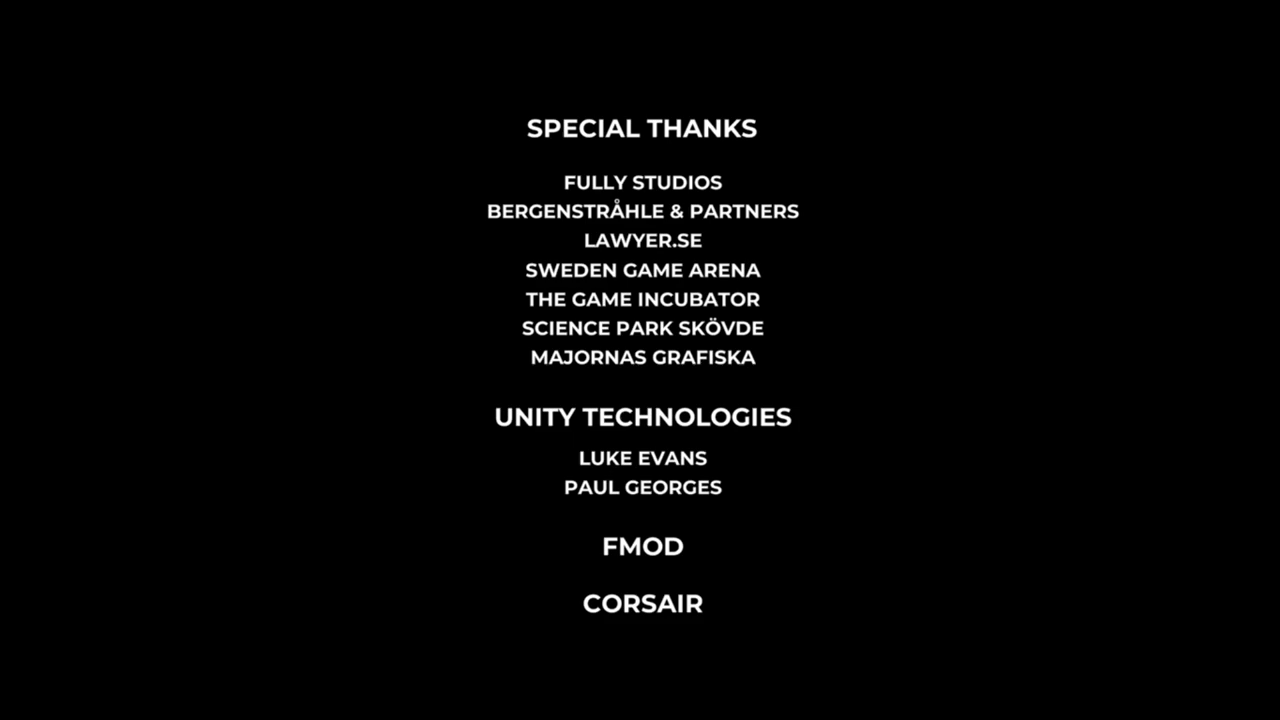 SPECIAL THANKS
FULLY STUDIOS
BERGENSTRÅHLE & PARTNERS
LAWYER.SE
SWEDEN GAME ARENA
THE GAME INCUBATOR
SCIENCE PARK SKÖVDE
MAJORNAS GRAFISKA
UNITY TECHNOLOGIES
LUKE EVANS
PAUL GEORGES
FMOD
CORSAIR